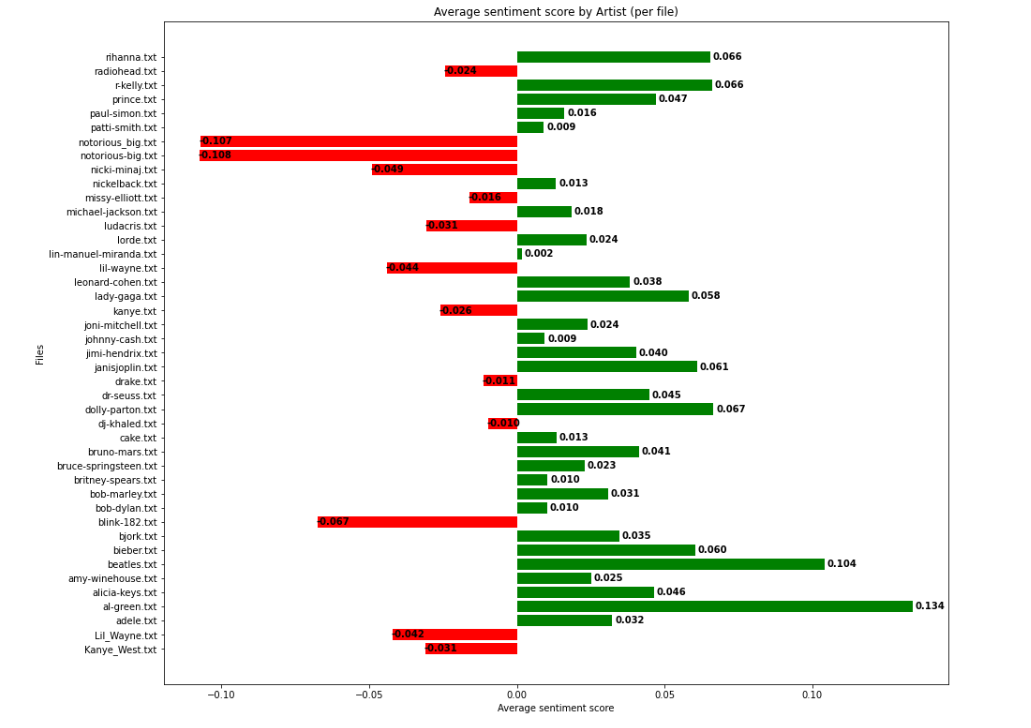 Average sentiment score by Artist (per file)
rihanna.txt 0.066
radiohead.txt -0.024
r-kelly.txt 0.066
prince.txt 0.047
paul-simon.txt 0.016
patti-smith.txt 0.009
notorious_big.txt -0.107
notorious-big.txt -0.108
nicki-minaj.txt -0.049
nickelback.txt 0.013
missy-elliott.txt -0.016
michael-jackson.txt 0.018
ludacris.txt -0.031
lorde.txt 0.024
lin-manuel-miranda.txt 0.002
lil-wayne.txt -0.044
leonard-cohen.txt 0.038
lady-gaga.txt 0.058
kanye.txt -0.026
joni-mitchell.txt 0.024
johnny-cash.txt 0.009
jimi-hendrix.txt 0.040
janisjoplin.txt 0.061
drake.txt -0.011
dr-seuss.txt 0.045
dolly-parton.txt 0.067
dj-khaled.txt -0.010
cake.txt 0.013
bruno-mars.txt 0.041
bruce-springsteen.txt 0.023
britney-spears.txt 0.010
bob-marley.txt 0.031
bob-dylan.txt 0.010
blink-182.txt -0.067
bjork.txt 0.035
bieber.txt 0.060
beatles.txt 0.104
amy-winehouse.txt 0.025
alicia-keys.txt 0.046
al-green.txt 0.134
adele.txt 0.032
Lil_Wayne.txt -0.042
Kanye_West.txt -0.031
Files
−0.10 −0.05 0.00 0.05 0.10
Average sentiment score